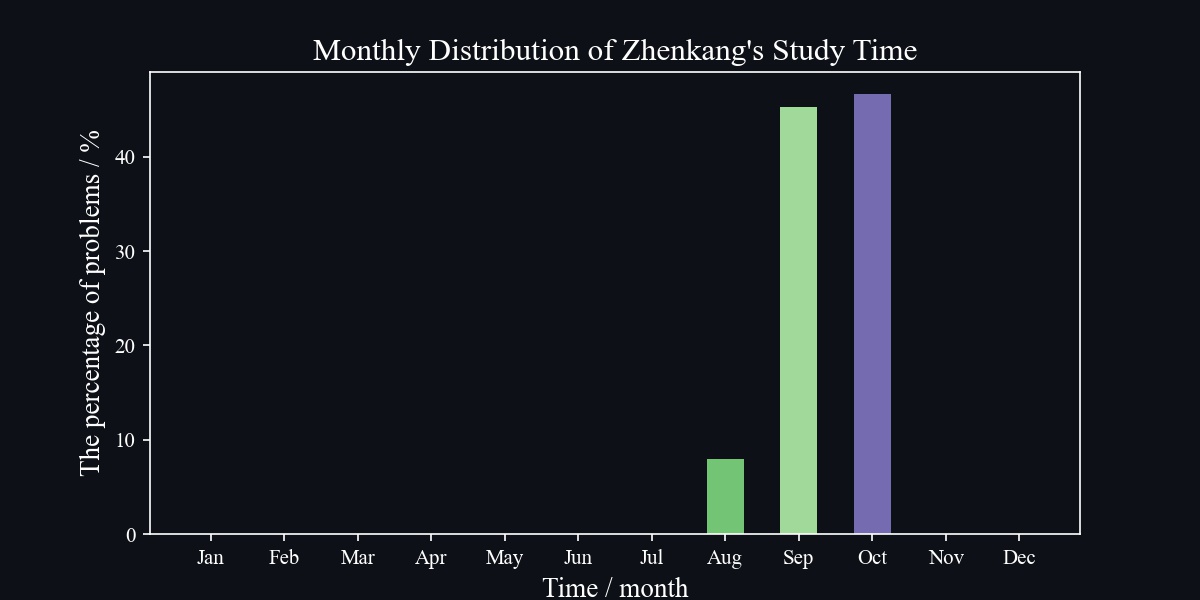 Monthly Distribution of Zhenkang's Study Time
The percentage of problems / %
40
30
20
10
0
Jan Feb Mar Apr May Jun Jul Aug Sep Oct Nov Dec
Time / month